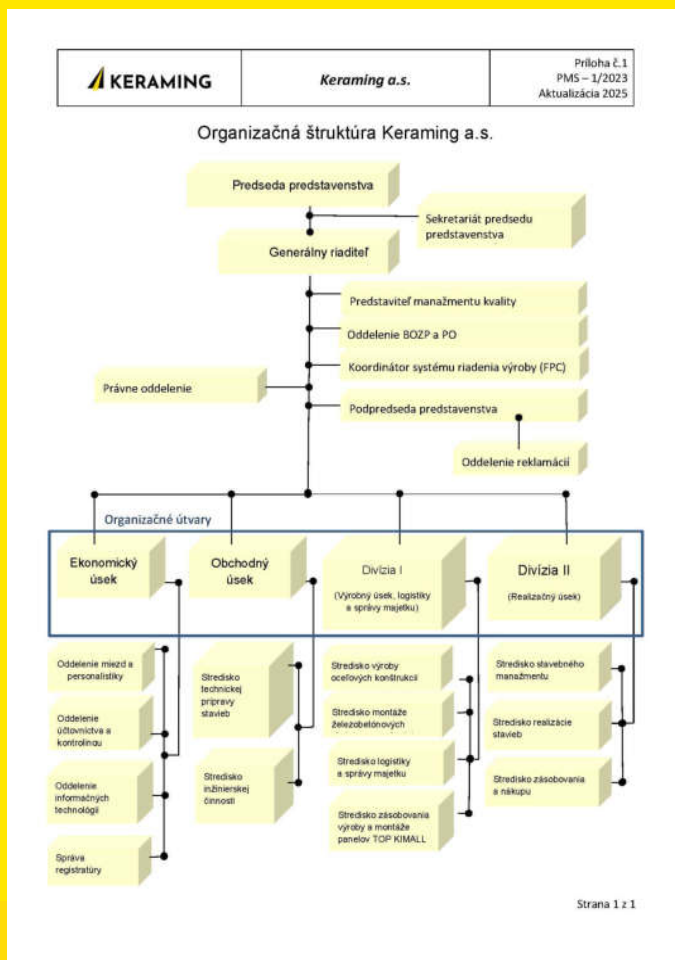 KERAMING
Keraming a.s.
Príloha č.1
PMS – 1/2023
Aktualizácia 2025
Organizačná štruktúra Keraming a.s.
Predseda predstavenstva
Sekretariát predsedu
predstavenstva
Generálny riaditeľ
Predstaviteľ manažmentu kvality
Oddelenie BOZP a PO
Koordinátor systému riadenia výroby (FPC)
Právne oddelenie
Podpredseda predstavenstva
Oddelenie reklamácií
Organizačné útvary
Ekonomický
úsek
Obchodný
úsek
Divízia I
(Výrobný úsek, logistiky
a správy majetku)
Divízia II
(Realizačný úsek)
Oddelenie miezd a
personalistiky
Oddelenie
účtovníctva a
kontrolingu
Oddelenie
informačných
technológií
Správa
registratúry
Stredisko
technickej
prípravy
stavieb
Stredisko
inžinierskej
činnosti
Stredisko výroby
oceľových konštrukcií
Stredisko montáže
železobetónových
Stredisko logistiky
a správy majetku
Stredisko zásobovania
výroby a montáže
panelov TOP KIMALL
Stredisko stavebného
manažmentu
Stredisko realizácie
stavieb
Stredisko zásobovania
a nákupu
Strana 1 z 1